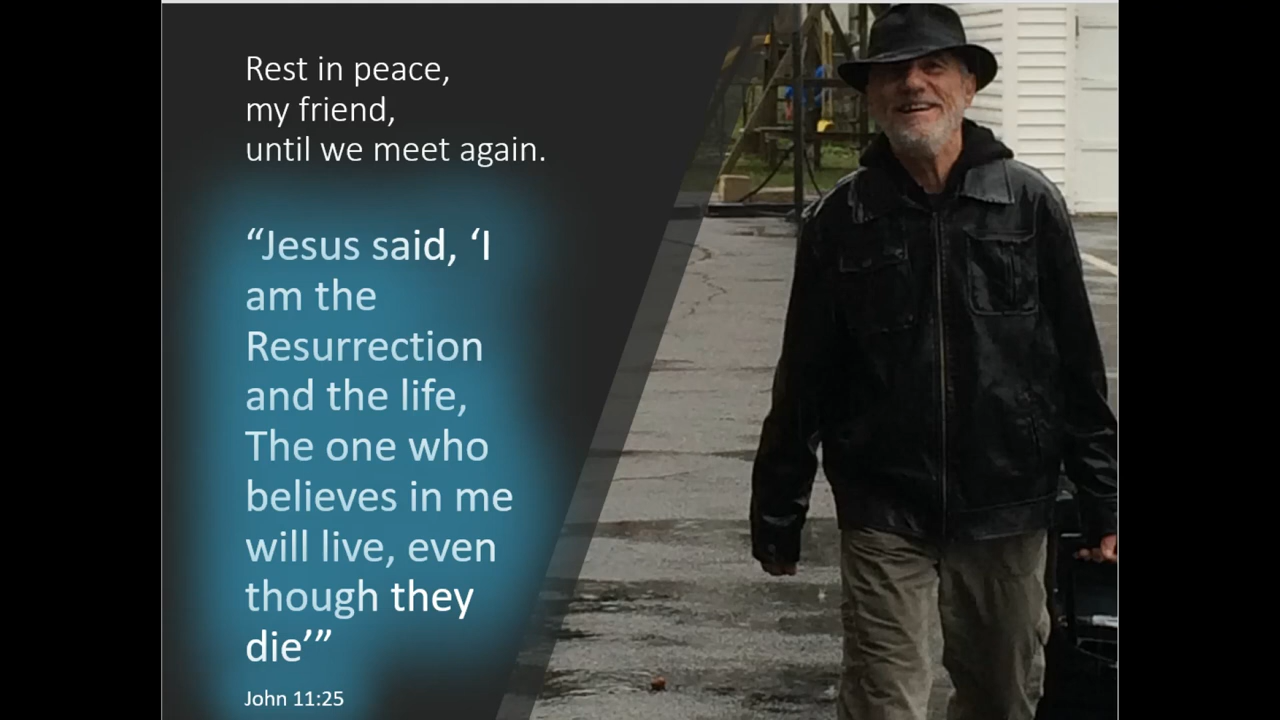 Rest in peace,
my friend,
until we meet again.
“Jesus said, ‘I
am the
Resurrection
and the life,
The one who
believes in me
will live, even
though they
die’”
John 11:25